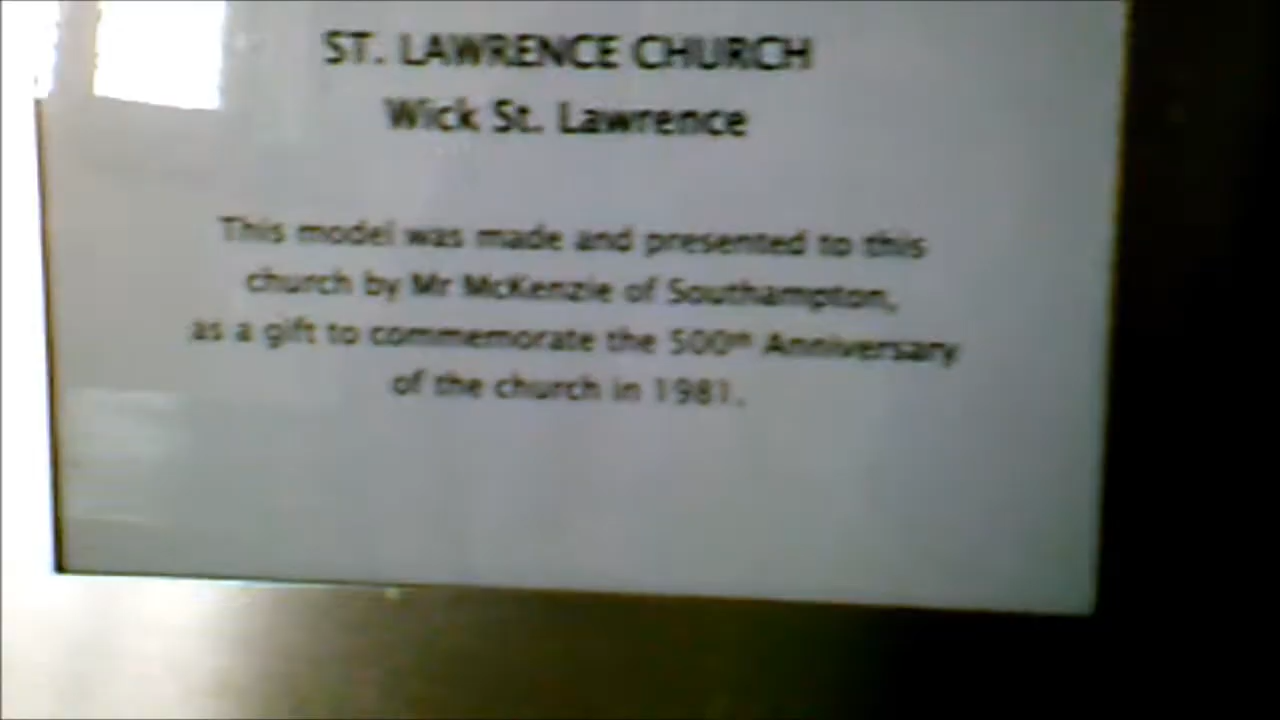 ST. LAWRENCE CHURCH
Wick St. Lawrence
This model was made and presented to this
church by Mr McKenzie of Southampton,
as a gift to commemorate the 500th Anniversary
of the church in 1981.